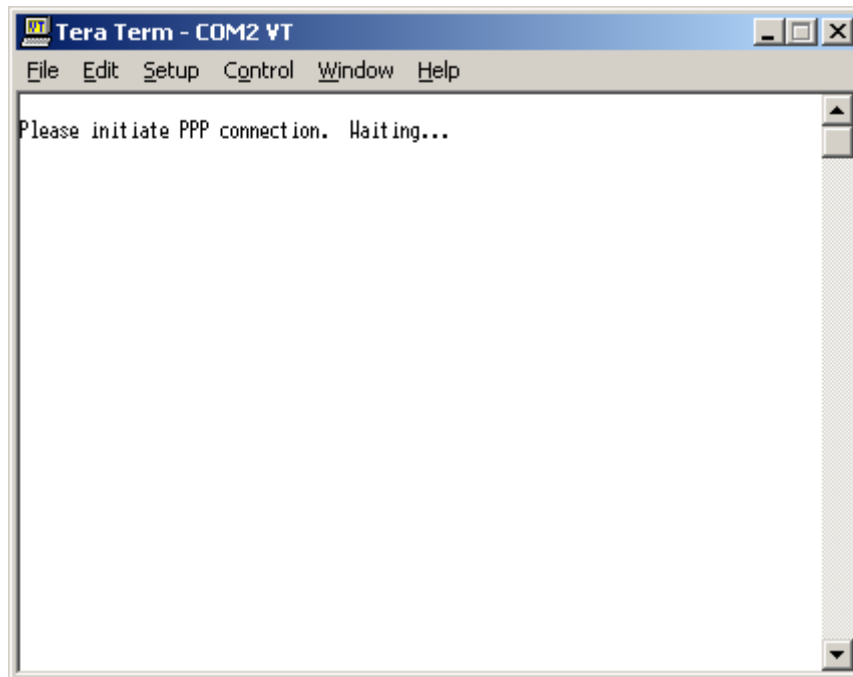 Tera Term - COM2 VT
File Edit Setup Control Window Help
Please initiate PPP connection.  Waiting...